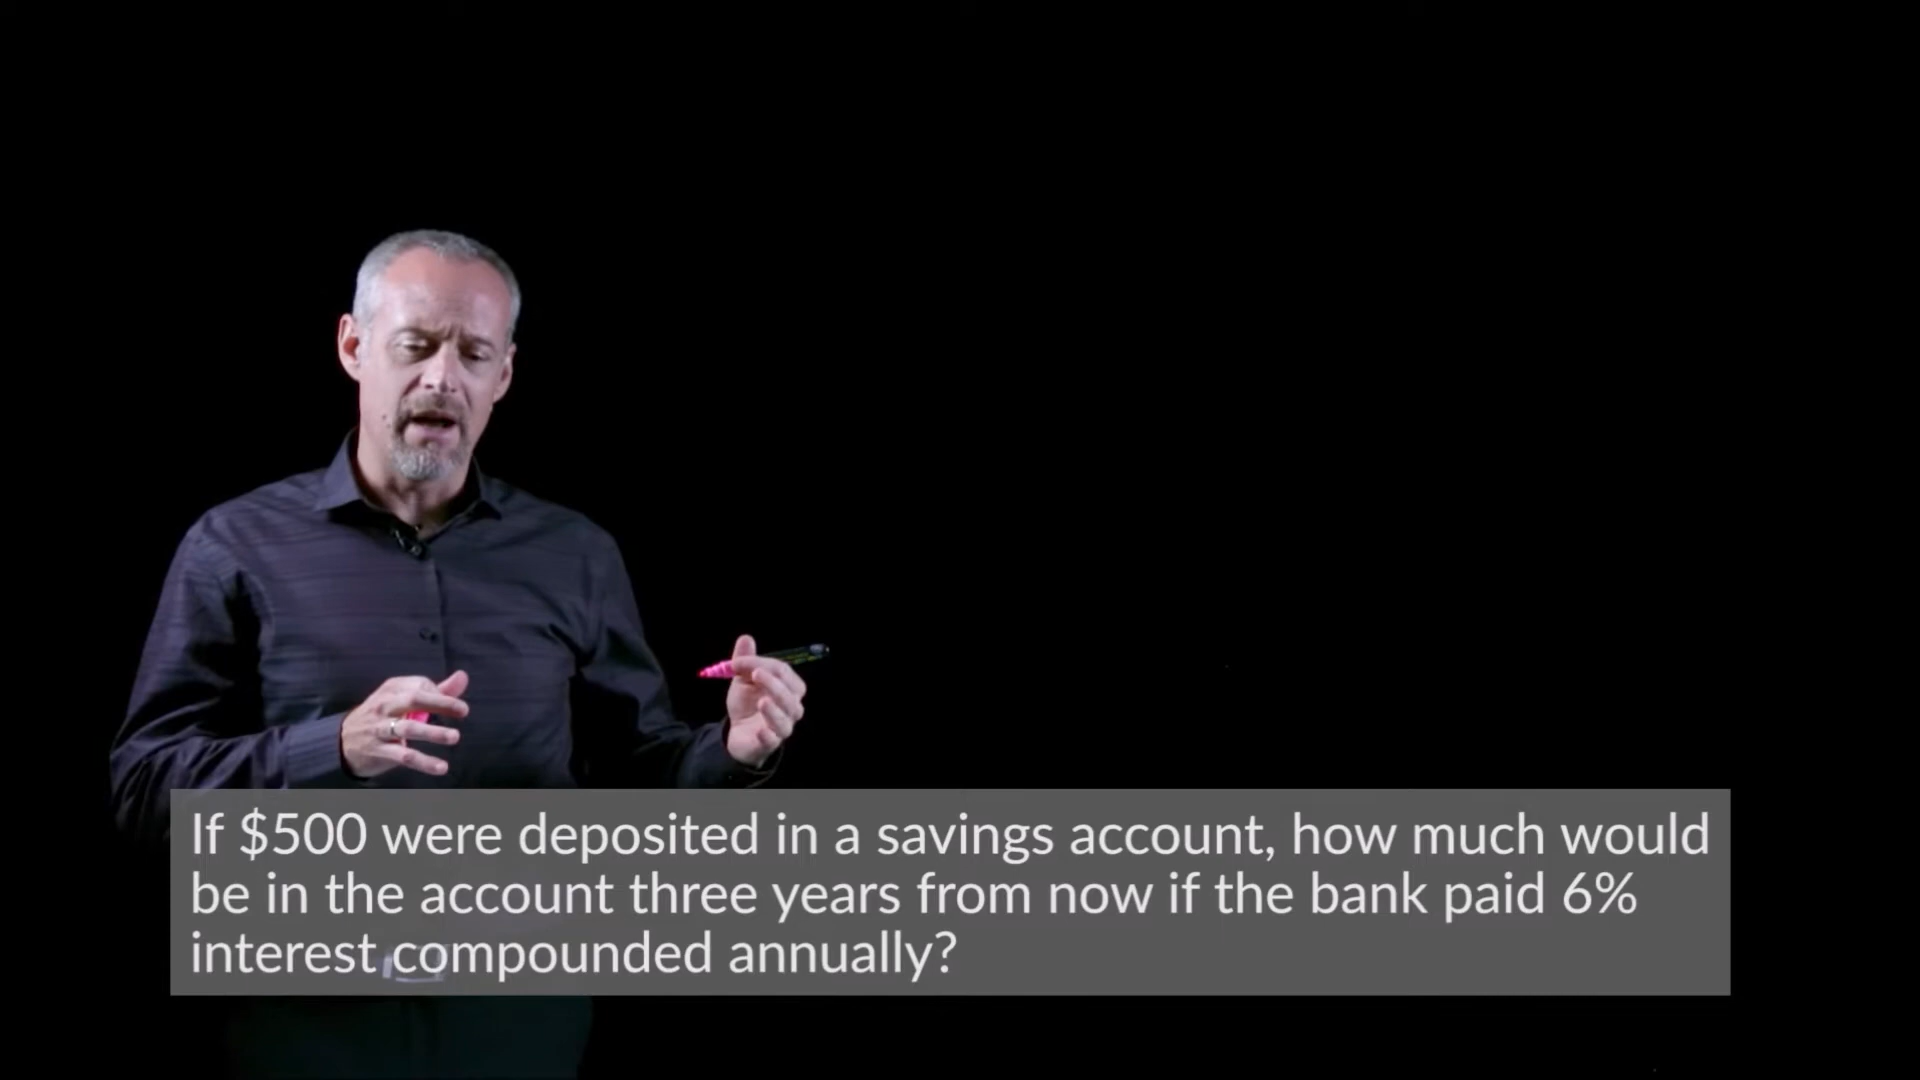 If $500 were deposited in a savings account, how much would
be in the account three years from now if the bank paid 6%
interest compounded annually?